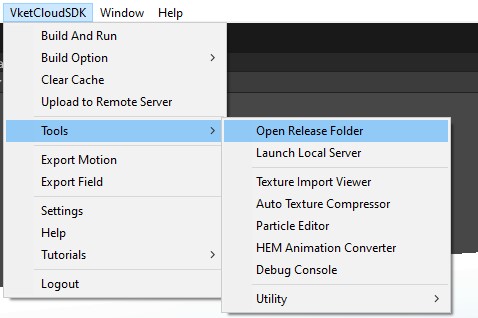 VketCloudSDK Window Help
Build And Run
Build Option
Clear Cache
Upload to Remote Server
Tools
Export Motion
Export Field
Settings
Help
Tutorials
Logout
Open Release Folder
Launch Local Server
Texture Import Viewer
Auto Texture Compressor
Particle Editor
HEM Animation Converter
Debug Console
Utility